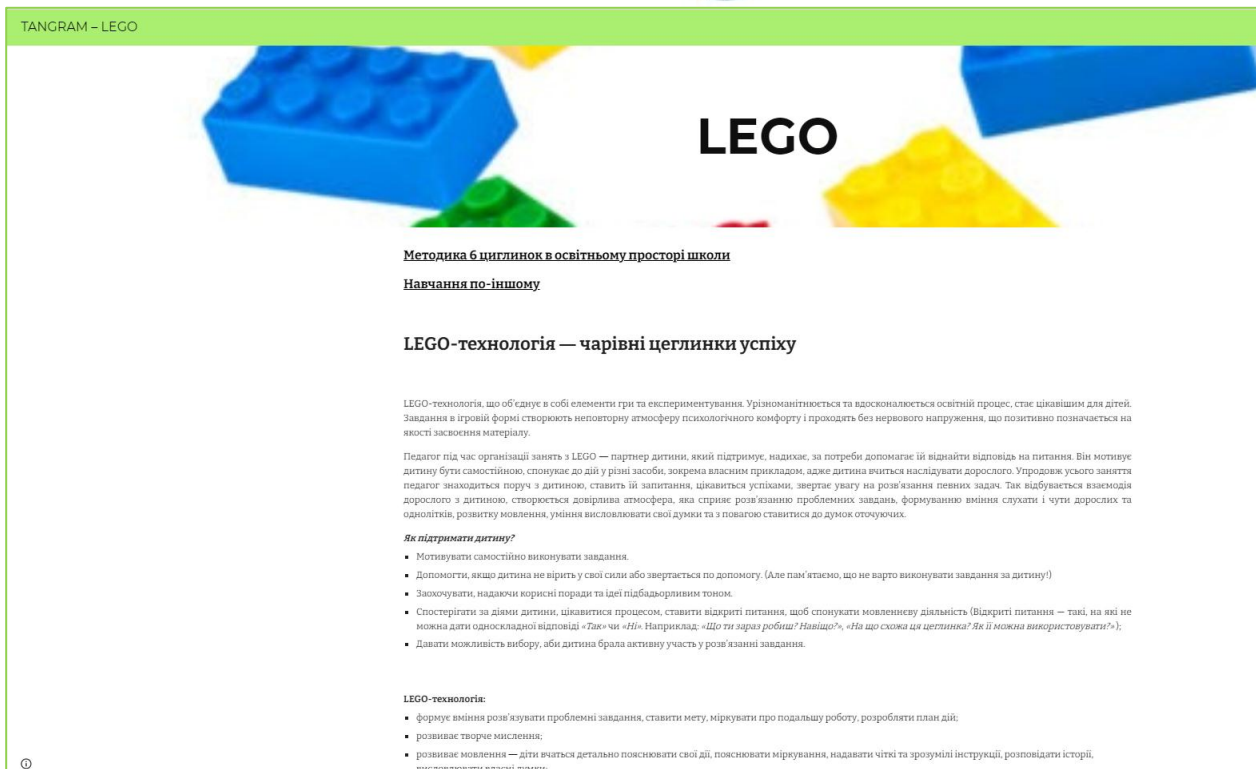 TANGRAM – LEGO
LEGO
Методика 6 циглинок в освітньому просторі школи
Навчання по-іншому
LEGO-технологія — чарівні цеглинки успіху
LEGO-технологія, що об'єднує в собі елементи гри та експериментування. Урізноманітнюється та вдосконалюється освітній процес, стає цікавішим для дітей.
Завдання в ігровій формі створюють неповторну атмосферу психологічного комфорту і проходять без нервового напруження, що позитивно позначається на
якості засвоєння матеріалу.
Педагог під час організації занять з LEGO — партнер дитини, який підтримує, надихає, за потреби допомагає їй віднайти відповідь на питання. Він мотивує
дитину бути самостійною, спонукає до дій у різні засоби, зокрема власним прикладом, адже дитина вчиться наслідувати дорослого. Упродовж усього заняття
педагог знаходиться поруч з дитиною, ставить їй запитання, цікавиться успіхами, звертає увагу на розв'язання певних задач. Так відбувається взаємодія
дорослого з дитиною, створюється довірлива атмосфера, яка сприяє розв'язанню проблемних завдань, формуванню вміння слухати і чути дорослих та
однолітків, розвитку мовлення, уміння висловлювати свої думки та з повагою ставитися до думок оточуючих.
Як підтримати дитину?
▪ Мотивувати самостійно виконувати завдання.
▪ Допомогти, якщо дитина не вірить у свої сили або звертається по допомогу. (Але пам'ятаємо, що не варто виконувати завдання за дитину!)
▪ Заохочувати, надаючи корисні поради та ідеї підбадьорливим тоном.
▪ Спостерігати за діями дитини, цікавитися процесом, ставити відкриті питання, щоб спонукати мовленнєву діяльність (Відкриті питання — такі, на які не
можна дати односкладної відповіді «Так» чи «Ні». Наприклад: «Що ти зараз робиш? Навіщо?», «На що схожа ця цеглинка? Як її можна використовувати?»);
▪ Давати можливість вибору, аби дитина брала активну участь у розв'язанні завдання.
LEGO-технологія:
▪ формує вміння розв'язувати проблемні завдання, ставити мету, міркувати про подальшу роботу, розробляти план дій;
▪ розвиває творче мислення;
▪ розвиває мовлення — діти вчаться детально пояснювати свої дії, пояснювати міркування, надавати чіткі та зрозумілі інструкції, розповідати історії,
висловлювати власні думки;